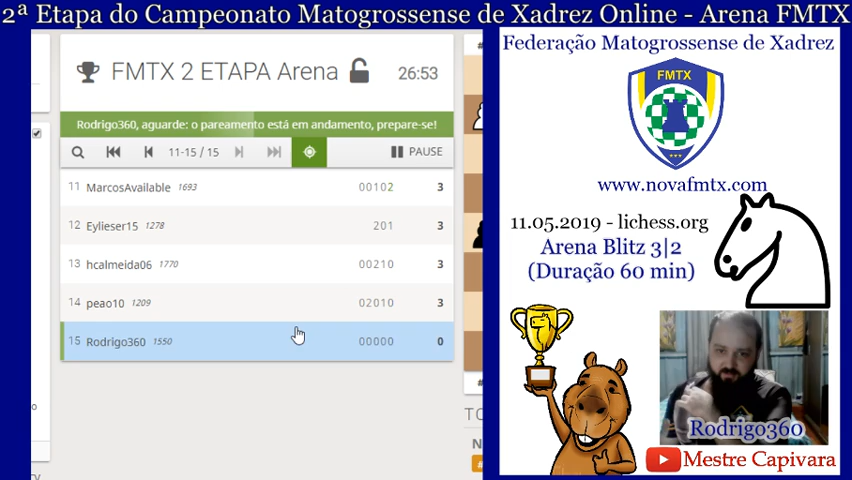 2ª Etapa do Campeonato Matogrossense de Xadrez Online - Arena FMTX
FMTX 2 ETAPA Arena
26:53
Rodrigo360, aguarde: o pareamento está em andamento, prepare-se!
11-15 / 15
PAUSE
11 MarcosAvailable 1693 00102 3
12 Eylieser15 1278 201 3
13 hcalmeida06 1770 00210 3
14 peao10 1209 02010 3
15 Rodrigo360 1550 00000 0
Federação Matogrossense de Xadrez
FMTX
www.novafmtx.com
11.05.2019 - lichess.org
Arena Blitz 3|2
(Duração 60 min)
Rodrigo360
Mestre Capivara